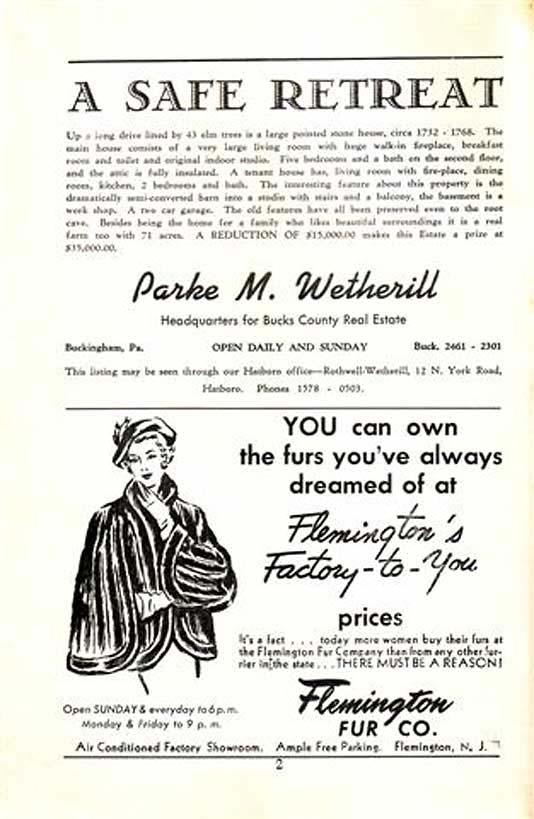 A SAFE RETREAT
Up a long drive lined by 43 elm trees is a large pointed stone house, circa 1732 - 1768. The
main house consists of a very large living room with huge walk-in fireplace, breakfast
room and toilet and original indoor studio. Five bedrooms and a bath on the second floor,
and the attic is fully insulated. A tenant house has, living room with fire-place, dining
room, kitchen, 2 bedrooms and bath. The interesting feature about this property is the
dramatically semi-converted barn into a studio with stairs and a balcony, the basement is a
work shop. A two car garage. The old features have all been preserved even to the root
cave. Besides being the home for a family who likes beautiful surroundings it is a real
farm too with 71 acres. A REDUCTION OF $15,000.00 makes this Estate a prize at
$35,000.00.
Parke M. Wetherill
Headquarters for Bucks County Real Estate
Buckingham, Pa. OPEN DAILY AND SUNDAY Buck. 2461 - 2301
This listing may be seen through our Hatboro office—Rothwell-Wetherill, 12 N. York Road,
Hatboro. Phones 1578 - 0503.
YOU can own
the furs you've always
dreamed of at
Flemington's
Factory-to-You
prices
It's a fact . . . today more women buy their furs at
the Flemington Fur Company than from any other fur-
rier in the state . . . THERE MUST BE A REASON!
Open SUNDAY & everyday to 6 p. m.
Monday & Friday to 9 p. m.
Flemington
FUR CO.
Air Conditioned Factory Showroom. Ample Free Parking. Flemington, N. J.
2